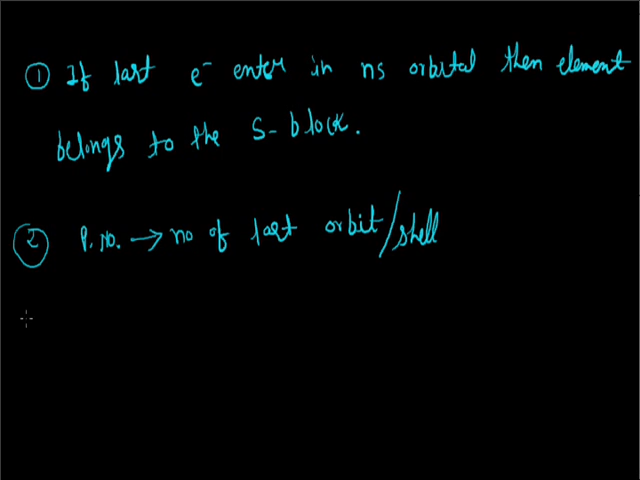 ① If last e⁻ enter in ns orbital then element
belongs to the s-block.
② P.No. → no of last orbit/shell